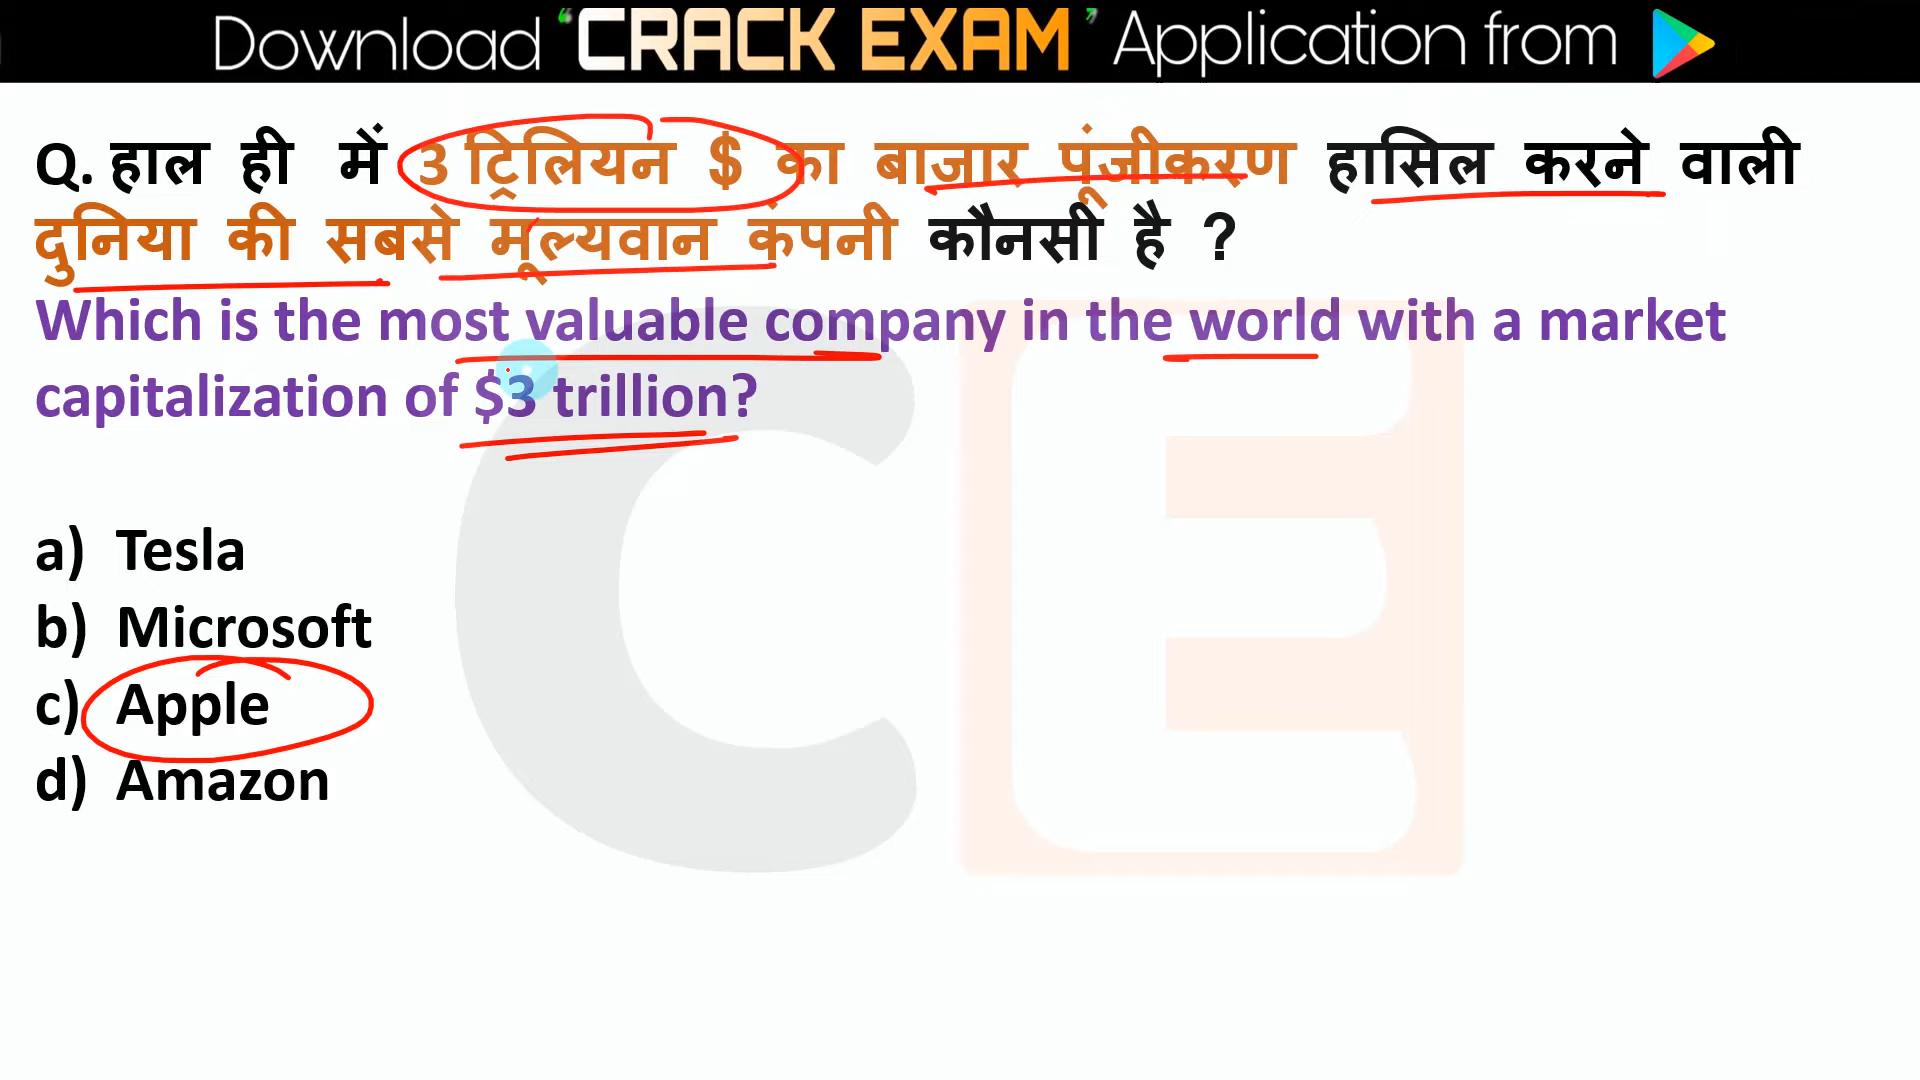 Download 'CRACK EXAM' Application from
Q. हाल ही में 3 ट्रिलियन $ का बाजार पूंजीकरण हासिल करने वाली
दुनिया की सबसे मूल्यवान कंपनी कौनसी है ?
Which is the most valuable company in the world with a market
capitalization of $3 trillion?
a) Tesla
b) Microsoft
c) Apple
d) Amazon
CE